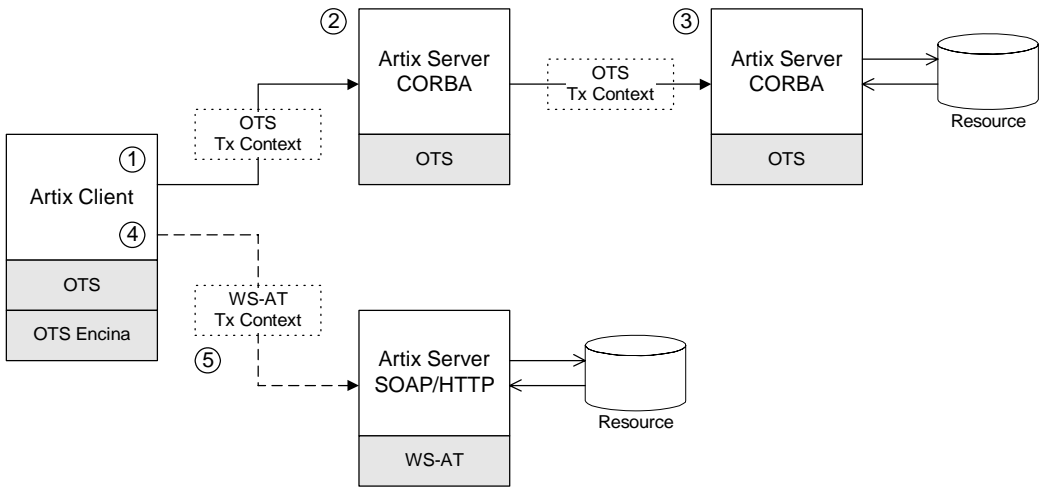 2
Artix Server
CORBA
OTS
OTS
Tx Context
3
Artix Server
CORBA
OTS
Resource
OTS
Tx Context
1
Artix Client
4
OTS
OTS Encina
WS-AT
Tx Context
5
Artix Server
SOAP/HTTP
WS-AT
Resource